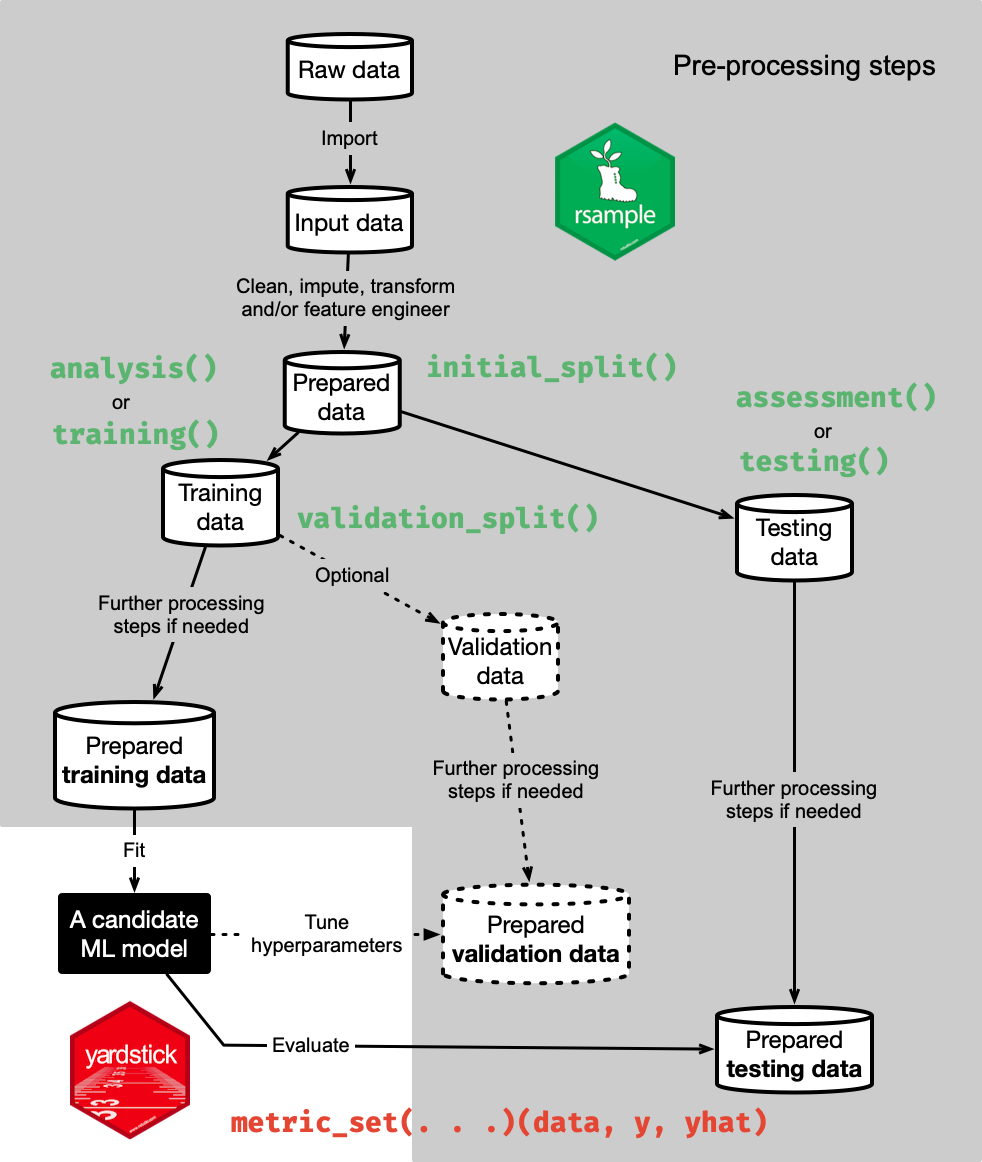 Raw data
Pre-processing steps
Import
rsample
Input data
Clean, impute, transform
and/or feature engineer
analysis()
or
training()
Prepared
data
initial_split()
assessment()
or
testing()
Training
data
validation_split()
Testing
data
Optional
Further processing
steps if needed
Validation
data
Prepared
training data
Further processing
steps if needed
Further processing
steps if needed
Fit
A candidate
ML model
Tune
hyperparameters
Prepared
validation data
yardstick
Evaluate
Prepared
testing data
metric_set(. . .)(data, y, yhat)